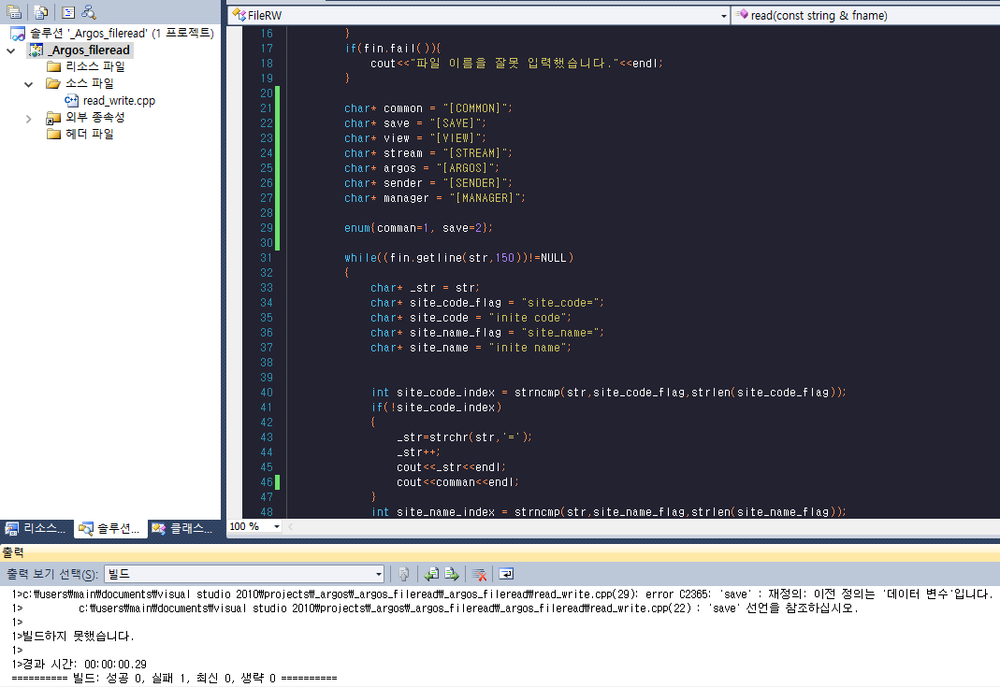 솔루션 '_Argos_fileread' (1 프로젝트)
_Argos_fileread
리소스 파일
소스 파일
read_write.cpp
외부 종속성
헤더 파일
리소스... 솔루션... 클래스...
FileRW read(const string & fname)
16 }
17 if(fin.fail()){
18 cout<<"파일 이름을 잘못 입력했습니다."<<endl;
19 }
20
21 char* common = "[COMMON]";
22 char* save = "[SAVE]";
23 char* view = "[VIEW]";
24 char* stream = "[STREAM]";
25 char* argos = "[ARGOS]";
26 char* sender = "[SENDER]";
27 char* manager = "[MANAGER]";
28
29 enum{comman=1, save=2};
30
31 while((fin.getline(str,150))!=NULL)
32 {
33 char* _str = str;
34 char* site_code_flag = "site_code=";
35 char* site_code = "inite code";
36 char* site_name_flag = "site_name=";
37 char* site_name = "inite name";
38
39
40 int site_code_index = strncmp(str,site_code_flag,strlen(site_code_flag));
41 if(!site_code_index)
42 {
43 _str=strchr(str,'=');
44 _str++;
45 cout<<_str<<endl;
46 cout<<comman<<endl;
47 }
48 int site_name_index = strncmp(str,site_name_flag,strlen(site_name_flag));
100 %
출력
출력 보기 선택(S): 빌드
1>c:\users\main\documents\visual studio 2010\projects\_argos\_argos_fileread\_argos_fileread\read_write.cpp(29): error C2365: 'save' : 재정의: 이전 정의는 '데이터 변수'입니다.
1> c:\users\main\documents\visual studio 2010\projects\_argos\_argos_fileread\_argos_fileread\read_write.cpp(22) : 'save' 선언을 참조하십시오.
1>
1>빌드하지 못했습니다.
1>
1>경과 시간: 00:00:00.29
========== 빌드: 성공 0, 실패 1, 최신 0, 생략 0 ==========